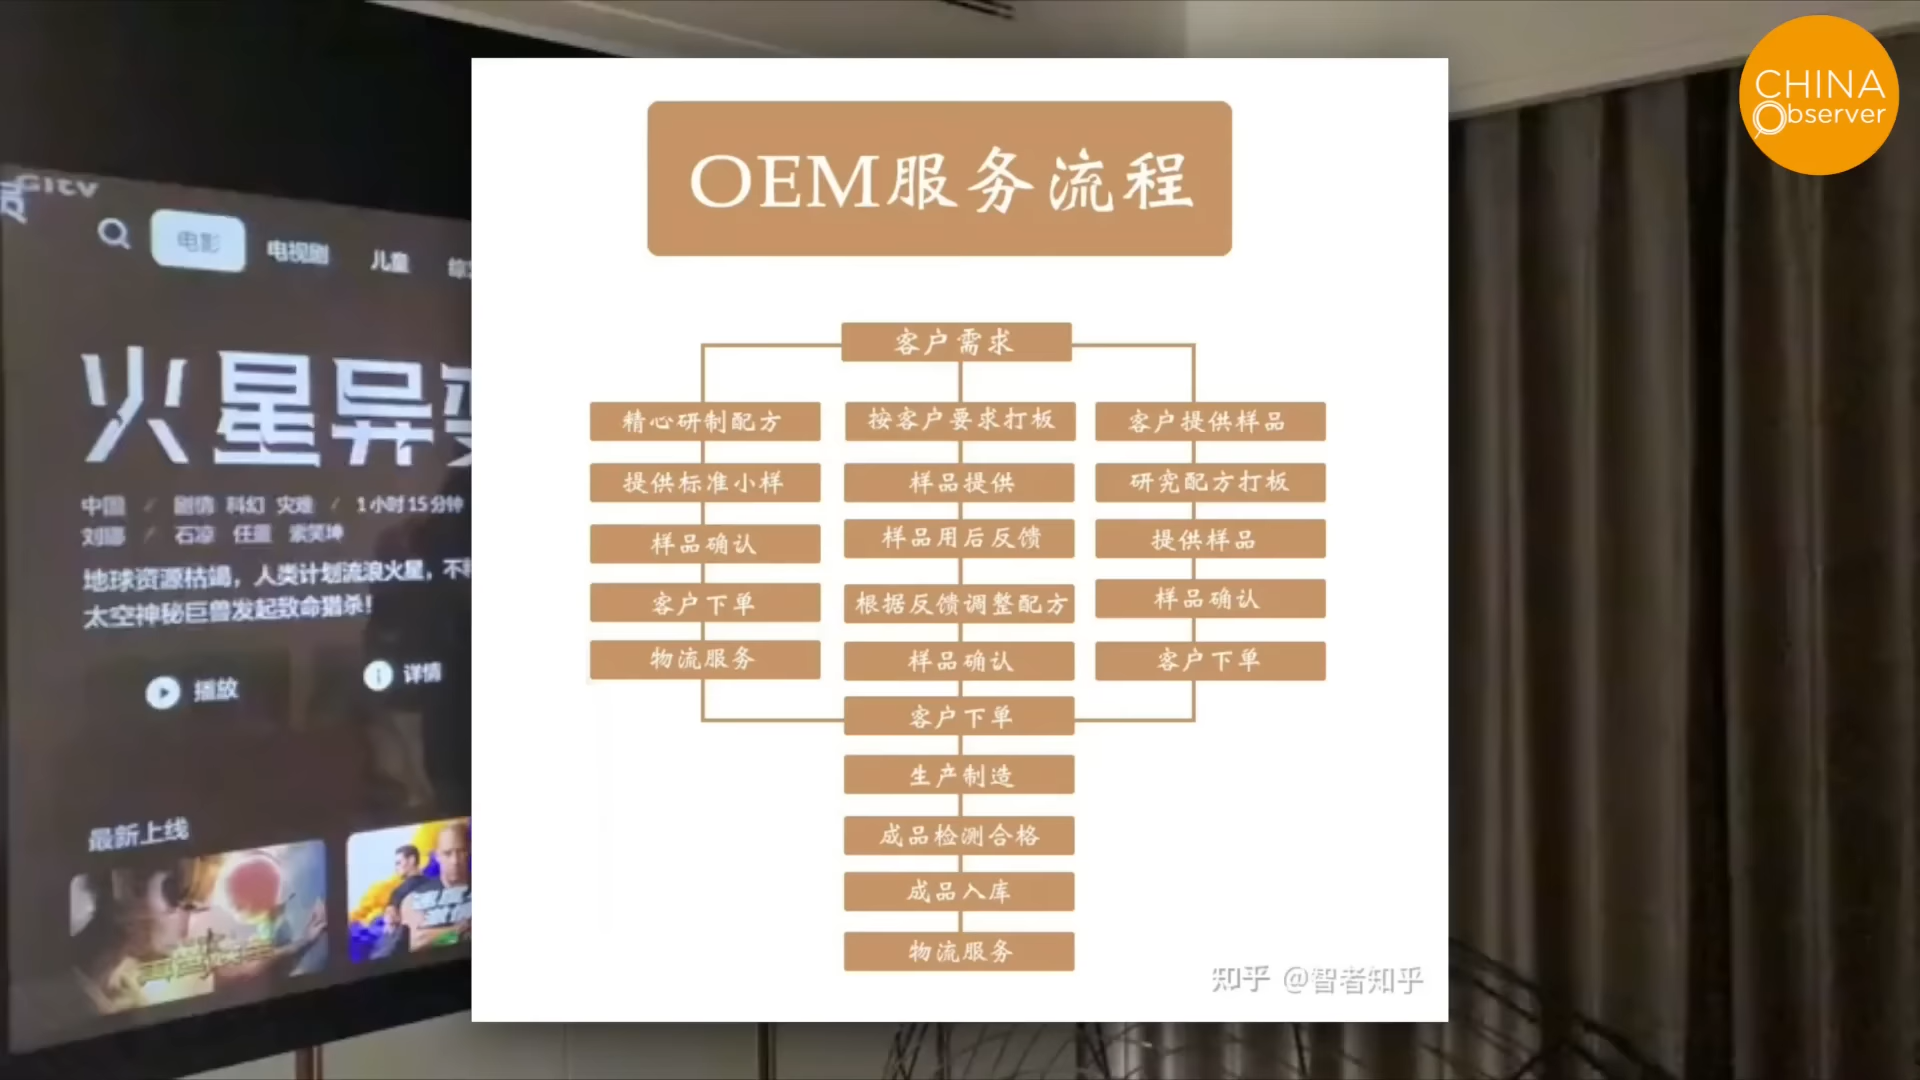 CHINA
Observer
OEM服务流程
客户需求
精心研制配方
提供标准小样
样品确认
客户下单
物流服务
按客户要求打板
样品提供
样品用后反馈
根据反馈调整配方
样品确认
客户提供样品
研究配方打板
提供样品
样品确认
客户下单
客户下单
生产制造
成品检测合格
成品入库
物流服务
知乎 @智者知乎
电影 电视剧 儿童
火星异变
中国 / 剧情 科幻 灾难 / 1小时15分钟
地球资源枯竭，人类计划流浪火星，不
太空神秘巨兽发起致命猎杀！
播放 详情
最新上线